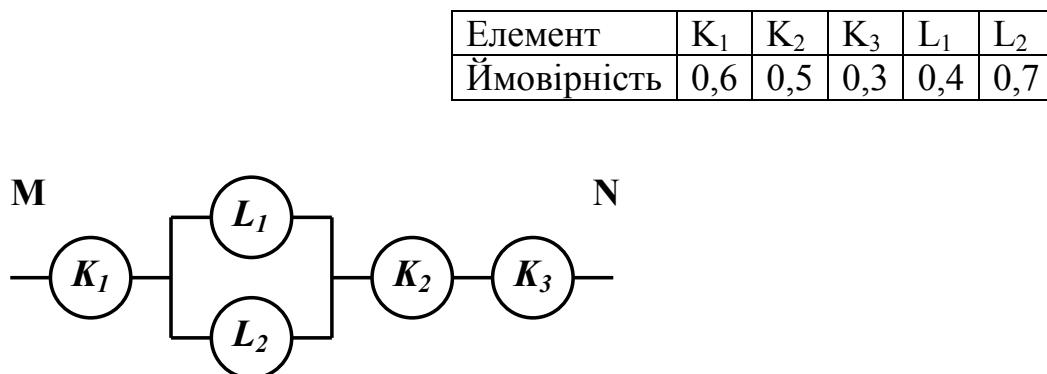 Елемент K₁ K₂ K₃ L₁ L₂
Ймовірність 0,6 0,5 0,3 0,4 0,7
M N
L₁
K₁ K₂ K₃
L₂